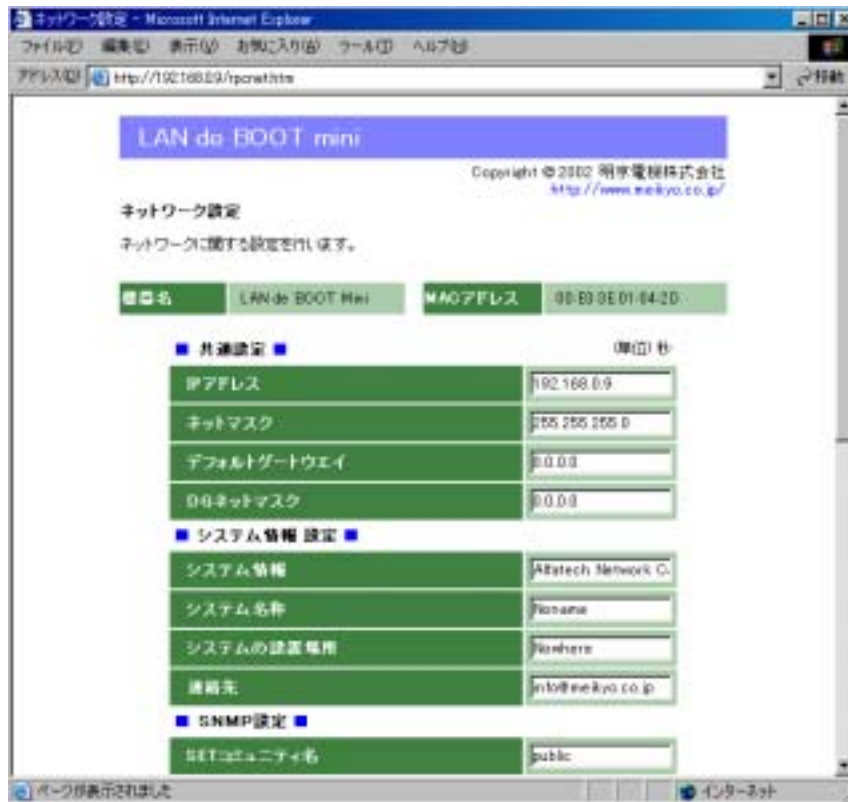 ネットワーク設定 - Microsoft Internet Explorer
ファイル(F) 編集(E) 表示(V) お気に入り(A) ツール(T) ヘルプ(H)
アドレス(D) http://192.168.0.9/rpcnet.htm 移動
LAN de BOOT mini
Copyright © 2002 明京電機株式会社
http://www.meikyo.co.jp/
ネットワーク設定
ネットワークに関する設定を行います。
機器名 LAN de BOOT Mini MACアドレス
■ 共通設定 ■ (単位) 秒
IPアドレス 192.168.0.9
ネットマスク 255.255.255.0
デフォルトゲートウエイ 0.0.0.0
DGネットマスク 0.0.0.0
■ システム情報 設定 ■
システム情報 Alfatech Network C
システム名称 Noname
システムの設置場所 Nowhere
連絡先 info@meikyo.co.jp
■ SNMP設定 ■
SETコミュニティ名 public
ページが表示されました インターネット